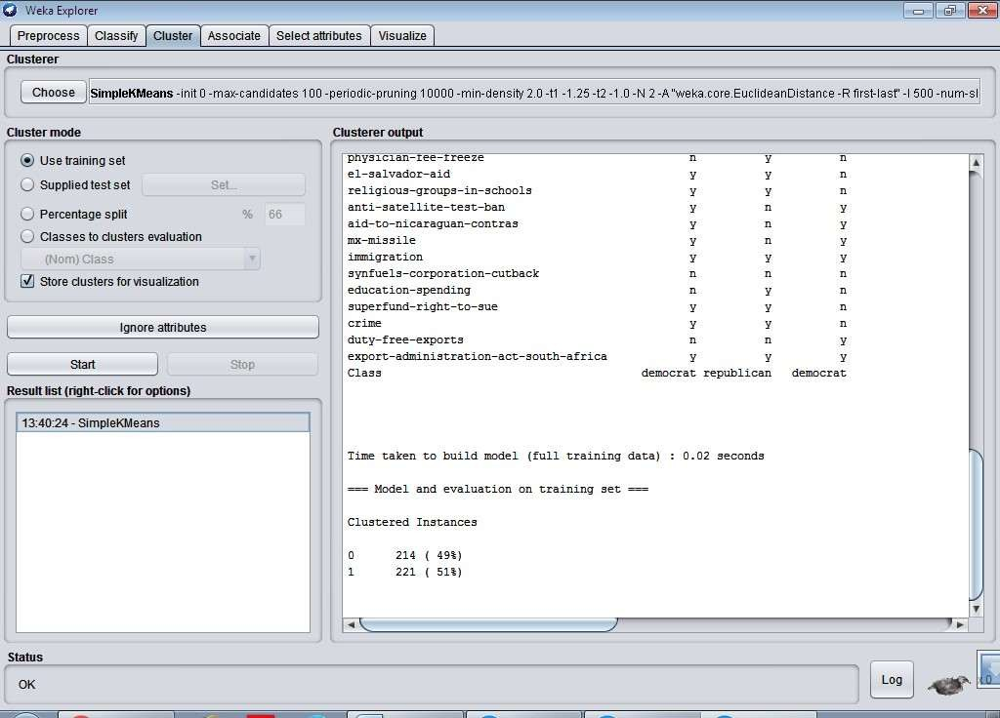 Weka Explorer
Preprocess Classify Cluster Associate Select attributes Visualize
Clusterer
Choose SimpleKMeans -init 0 -max-candidates 100 -periodic-pruning 10000 -min-density 2.0 -t1 -1.25 -t2 -1.0 -N 2 -A "weka.core.EuclideanDistance -R first-last" -I 500 -num-sl
Cluster mode
Use training set
Supplied test set Set...
Percentage split % 66
Classes to clusters evaluation
(Nom) Class
Store clusters for visualization
Ignore attributes
Start Stop
Result list (right-click for options)
13:40:24 - SimpleKMeans
Clusterer output
physician-fee-freeze n y n
el-salvador-aid y y n
religious-groups-in-schools y y n
anti-satellite-test-ban y n y
aid-to-nicaraguan-contras y n y
mx-missile y n y
immigration y y y
synfuels-corporation-cutback n n n
education-spending n y n
superfund-right-to-sue y y n
crime y y n
duty-free-exports n n y
export-administration-act-south-africa y y y
Class democrat republican democrat
Time taken to build model (full training data) : 0.02 seconds
=== Model and evaluation on training set ===
Clustered Instances
0 214 ( 49%)
1 221 ( 51%)
Status
OK
Log
x 0